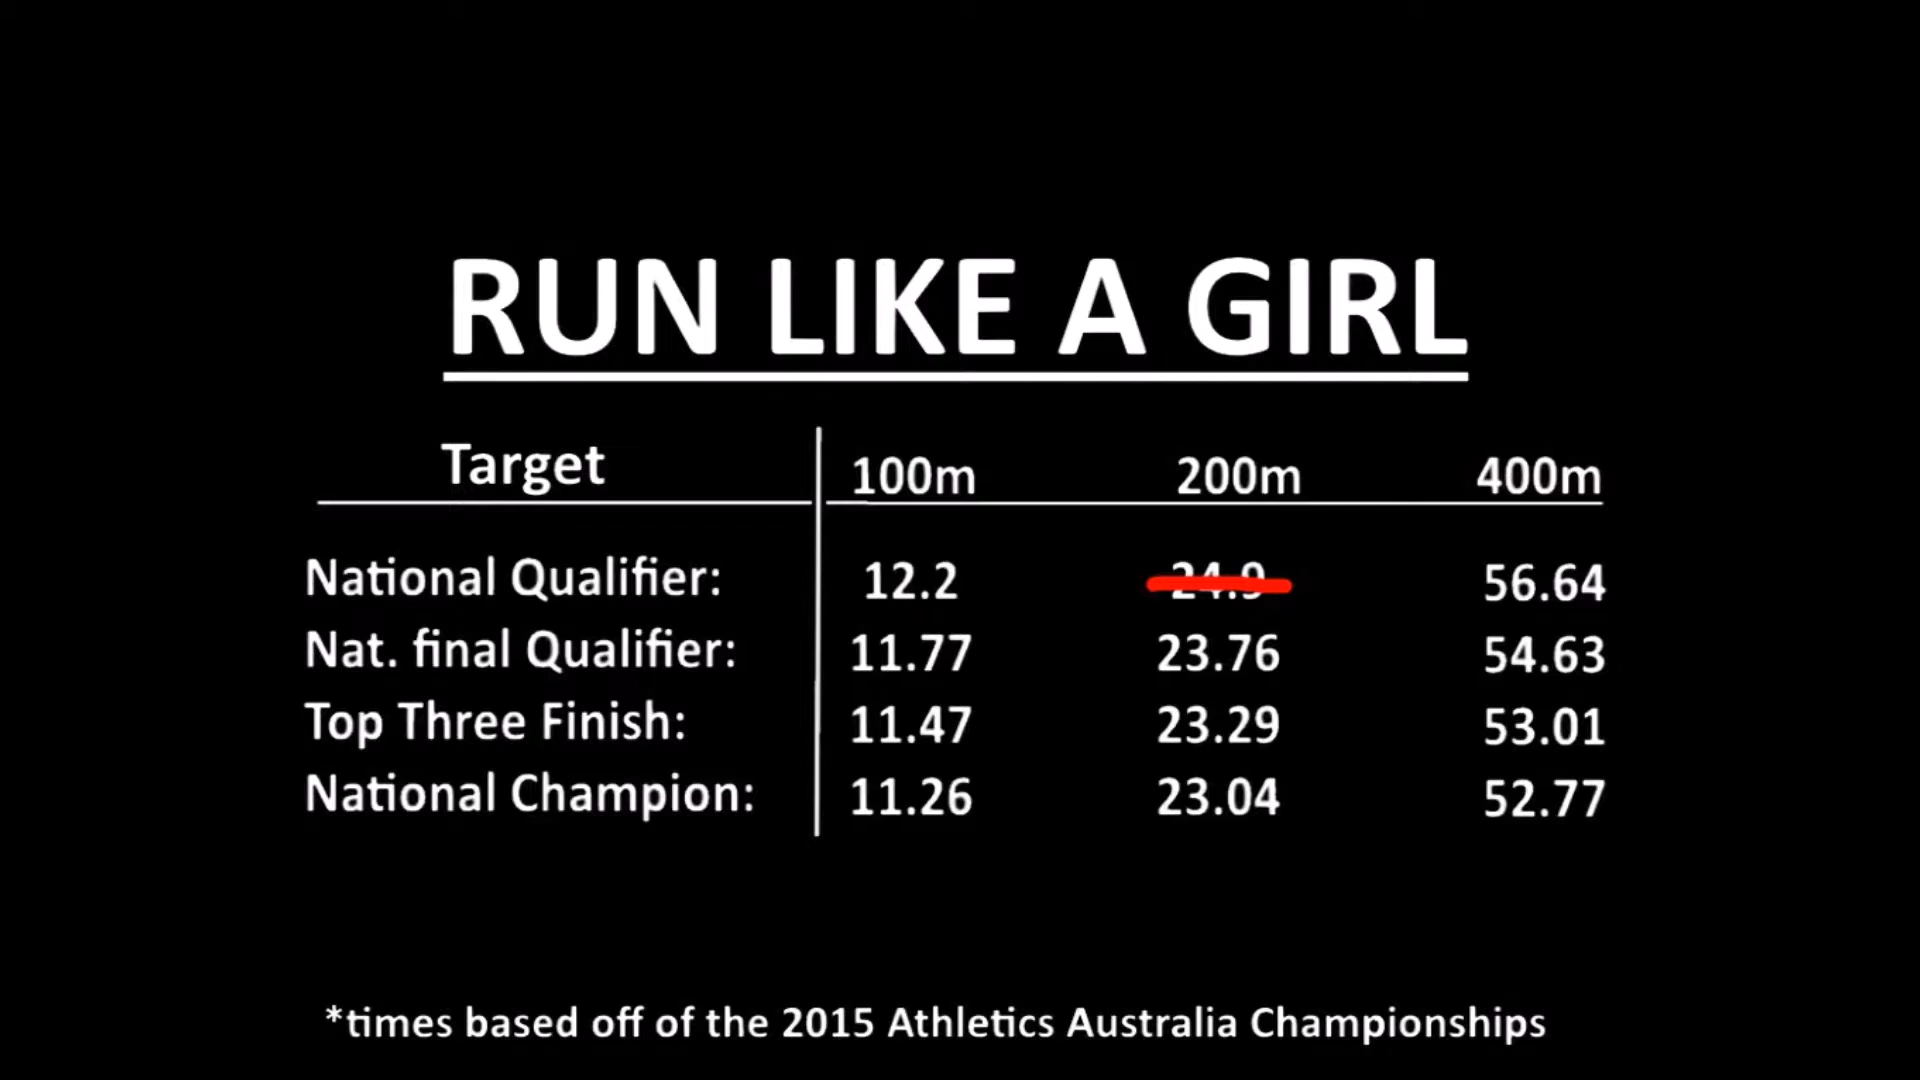 RUN LIKE A GIRL
Target 100m 200m 400m
National Qualifier: 12.2 24.9 56.64
Nat. final Qualifier: 11.77 23.76 54.63
Top Three Finish: 11.47 23.29 53.01
National Champion: 11.26 23.04 52.77
*times based off of the 2015 Athletics Australia Championships